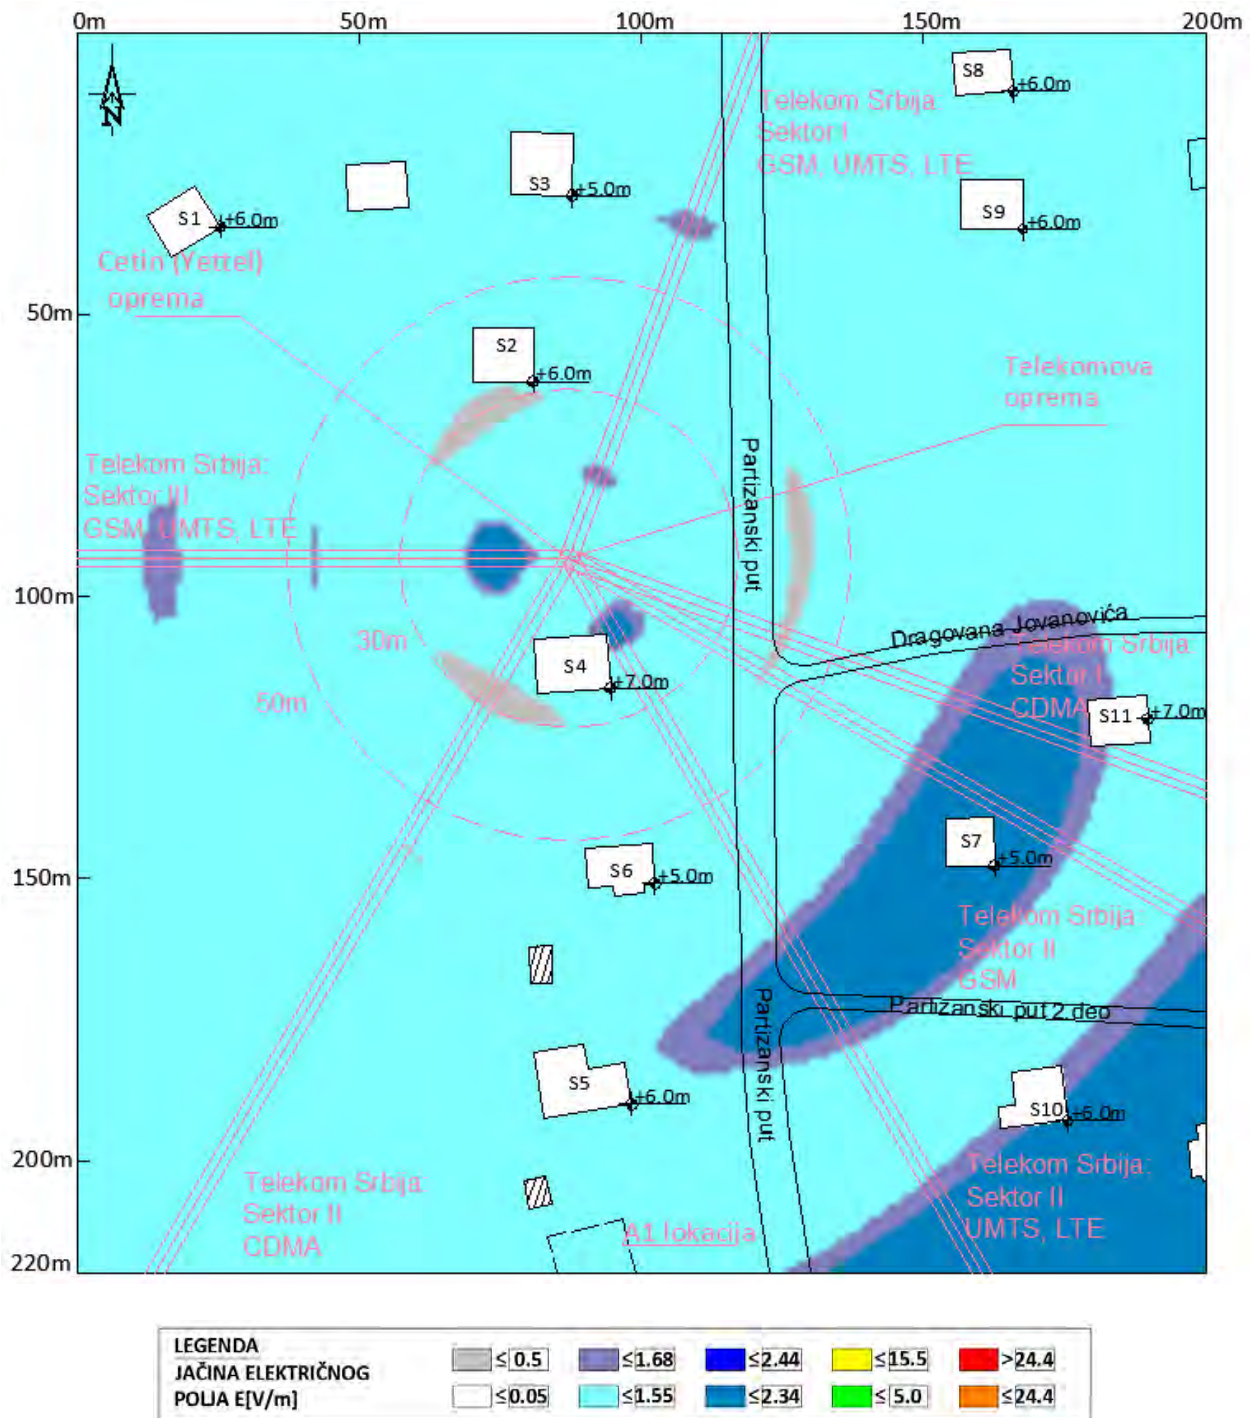 0m 50m 100m 150m 200m
S8
+6.0m
Telekom Srbija:
Sektor I
GSM, UMTS, LTE
N
S3
+5.0m
S1
+6.0m
S9
+6.0m
Cetin (Yettel)
oprema
50m
S2
+6.0m
Telekomova
oprema
Partizanski put
Telekom Srbija:
Sektor III
GSM, UMTS, LTE
100m
30m
50m
S4
+7.0m
Dragovana Jovanovića
Telekom Srbija:
Sektor I
CDMA
S11
+7.0m
S7
+5.0m
150m
S6
+5.0m
Telekom Srbija:
Sektor II
GSM
Partizanski put 2 deo
Partizanski put
S5
+6.0m
S10
+6.0m
200m
Telekom Srbija:
Sektor II
CDMA
Telekom Srbija:
Sektor II
UMTS, LTE
A1 lokacija
220m
LEGENDA
JAČINA ELEKTRIČNOG
POLJA E[V/m]
≤ 0.5 ≤1.68 ≤2.44 ≤15.5 >24.4
≤0.05 ≤1.55 ≤2.34 ≤ 5.0 ≤24.4